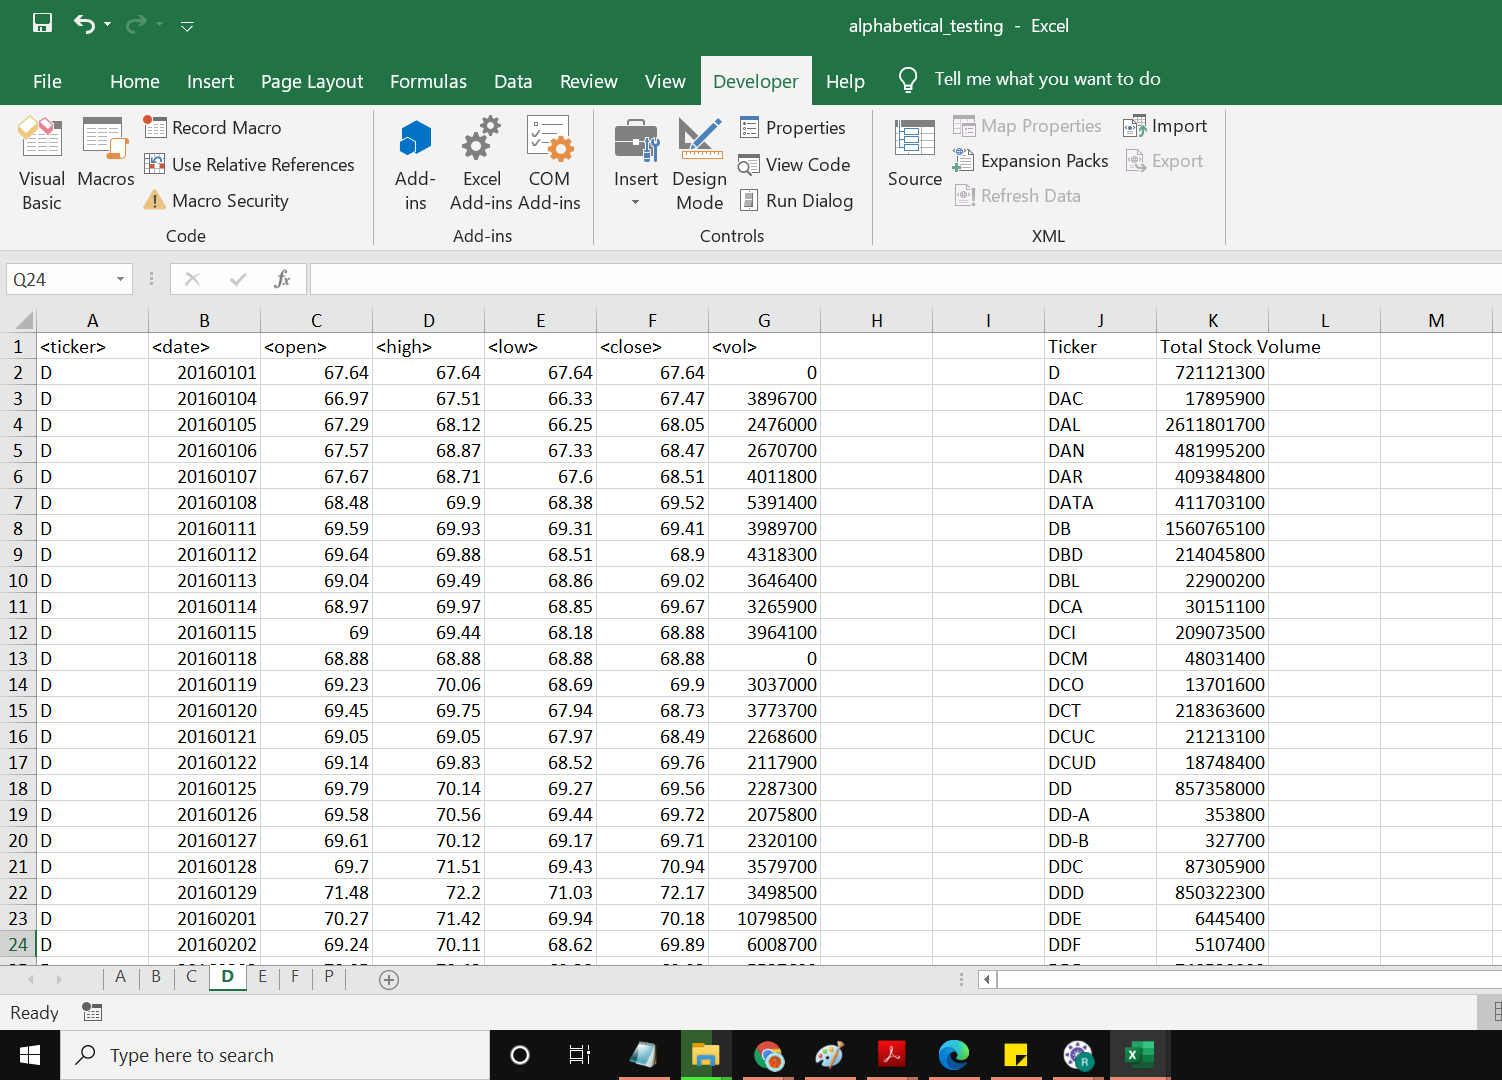 alphabetical_testing - Excel
File Home Insert Page Layout Formulas Data Review View Developer Help Tell me what you want to do
Visual Basic
Macros
Record Macro
Use Relative References
Macro Security
Code
Add-ins
Excel Add-ins
COM Add-ins
Add-ins
Insert
Design Mode
Properties
View Code
Run Dialog
Controls
Source
Map Properties
Expansion Packs
Refresh Data
Import
Export
XML
Q24 fx
A B C D E F G H I J K L M
1 <ticker> <date> <open> <high> <low> <close> <vol> Ticker Total Stock Volume
2 D 20160101 67.64 67.64 67.64 67.64 0 D 721121300
3 D 20160104 66.97 67.51 66.33 67.47 3896700 DAC 17895900
4 D 20160105 67.29 68.12 66.25 68.05 2476000 DAL 2611801700
5 D 20160106 67.57 68.87 67.33 68.47 2670700 DAN 481995200
6 D 20160107 67.67 68.71 67.6 68.51 4011800 DAR 409384800
7 D 20160108 68.48 69.9 68.38 69.52 5391400 DATA 411703100
8 D 20160111 69.59 69.93 69.31 69.41 3989700 DB 1560765100
9 D 20160112 69.64 69.88 68.51 68.9 4318300 DBD 214045800
10 D 20160113 69.04 69.49 68.86 69.02 3646400 DBL 22900200
11 D 20160114 68.97 69.97 68.85 69.67 3265900 DCA 30151100
12 D 20160115 69 69.44 68.18 68.88 3964100 DCI 209073500
13 D 20160118 68.88 68.88 68.88 68.88 0 DCM 48031400
14 D 20160119 69.23 70.06 68.69 69.9 3037000 DCO 13701600
15 D 20160120 69.45 69.75 67.94 68.73 3773700 DCT 218363600
16 D 20160121 69.05 69.05 67.97 68.49 2268600 DCUC 21213100
17 D 20160122 69.14 69.83 68.52 69.76 2117900 DCUD 18748400
18 D 20160125 69.79 70.14 69.27 69.56 2287300 DD 857358000
19 D 20160126 69.58 70.56 69.44 69.72 2075800 DD-A 353800
20 D 20160127 69.61 70.12 69.17 69.71 2320100 DD-B 327700
21 D 20160128 69.7 71.51 69.43 70.94 3579700 DDC 87305900
22 D 20160129 71.48 72.2 71.03 72.17 3498500 DDD 850322300
23 D 20160201 70.27 71.42 69.94 70.18 10798500 DDE 6445400
24 D 20160202 69.24 70.11 68.62 69.89 6008700 DDF 5107400
A B C D E F P
Ready
Type here to search